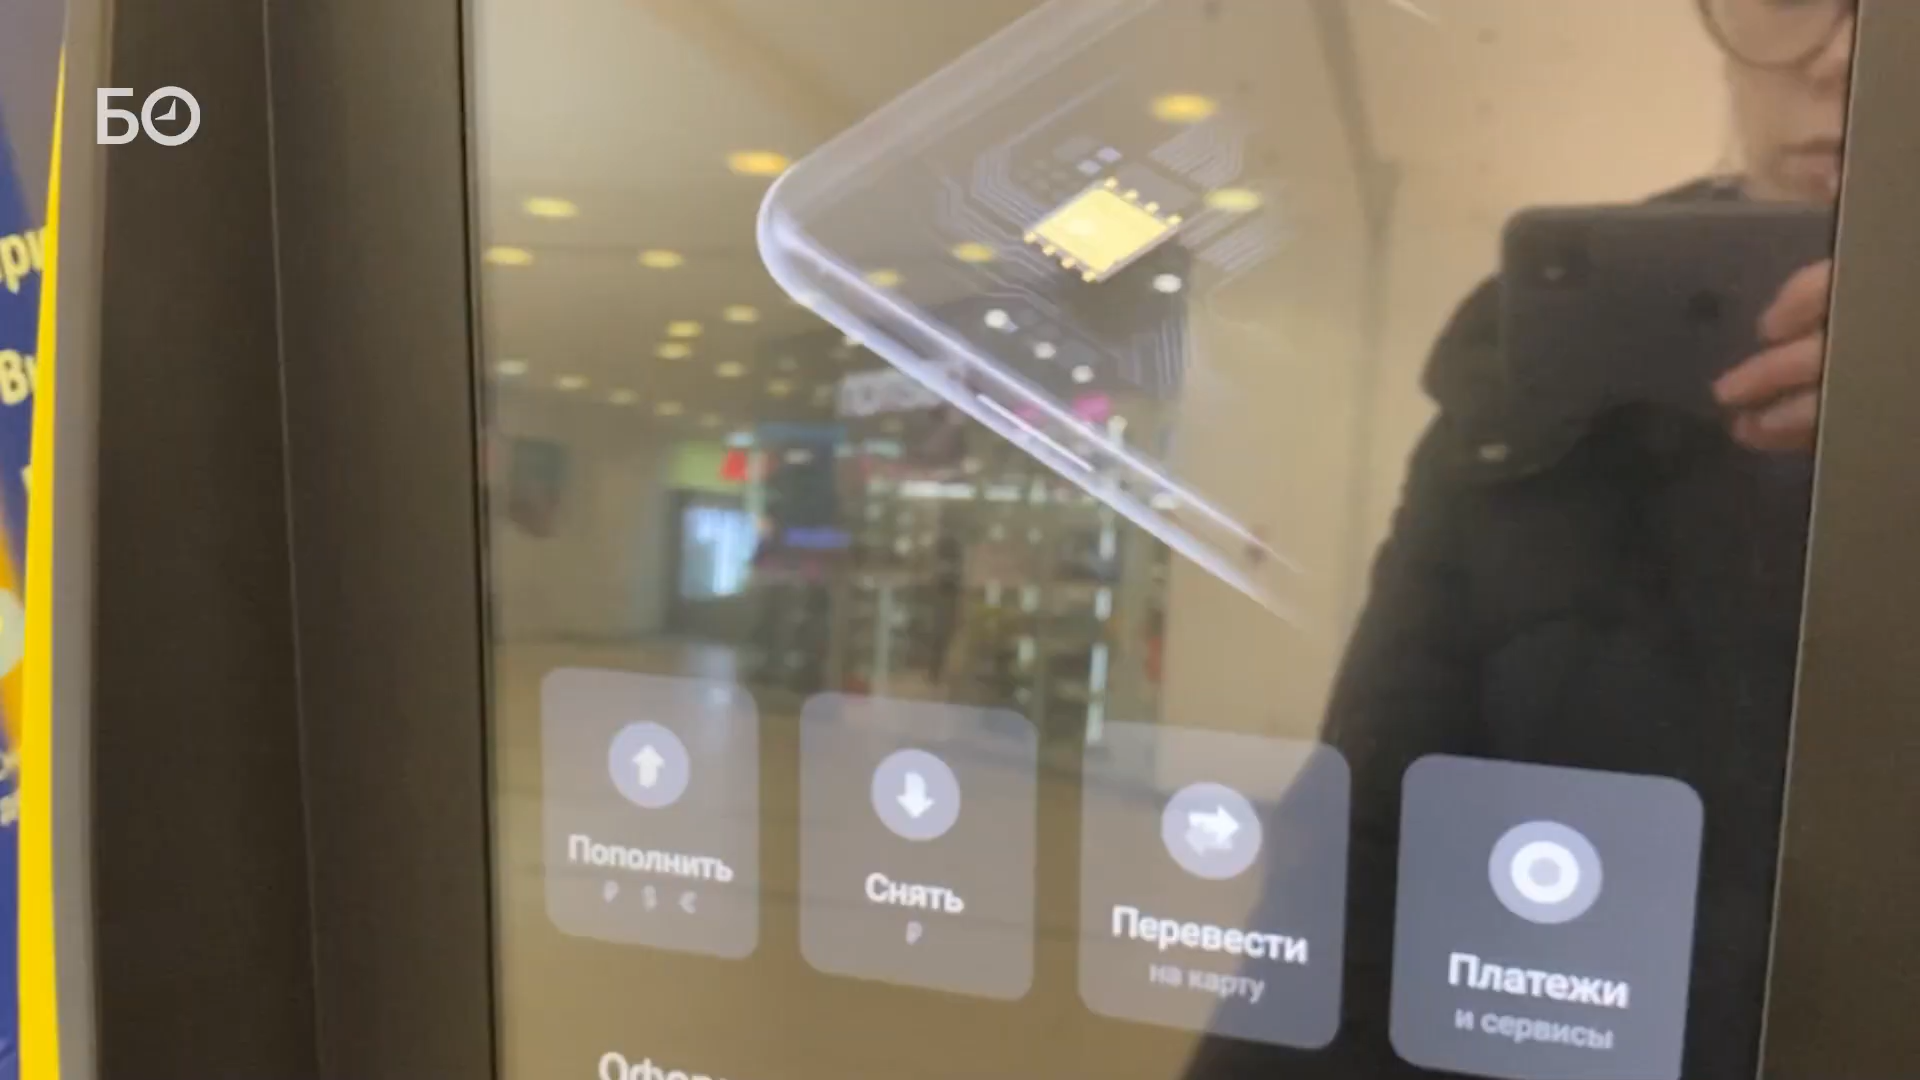 БО
Пополнить
₽ $ €
Снять
₽
Перевести
на карту
Платежи
и сервисы